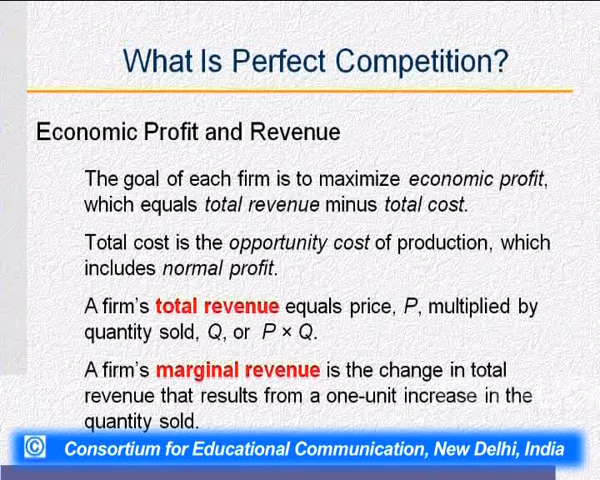 What Is Perfect Competition?
Economic Profit and Revenue
The goal of each firm is to maximize economic profit,
which equals total revenue minus total cost.
Total cost is the opportunity cost of production, which
includes normal profit.
A firm's total revenue equals price, P, multiplied by
quantity sold, Q, or P × Q.
A firm's marginal revenue is the change in total
revenue that results from a one-unit increase in the
quantity sold.
© Consortium for Educational Communication, New Delhi, India